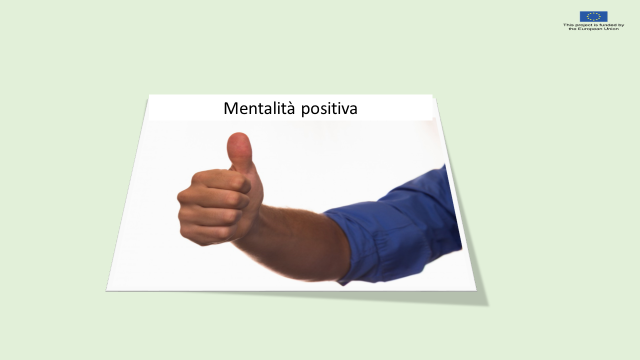 This project is funded by
the European Union
Mentalità positiva